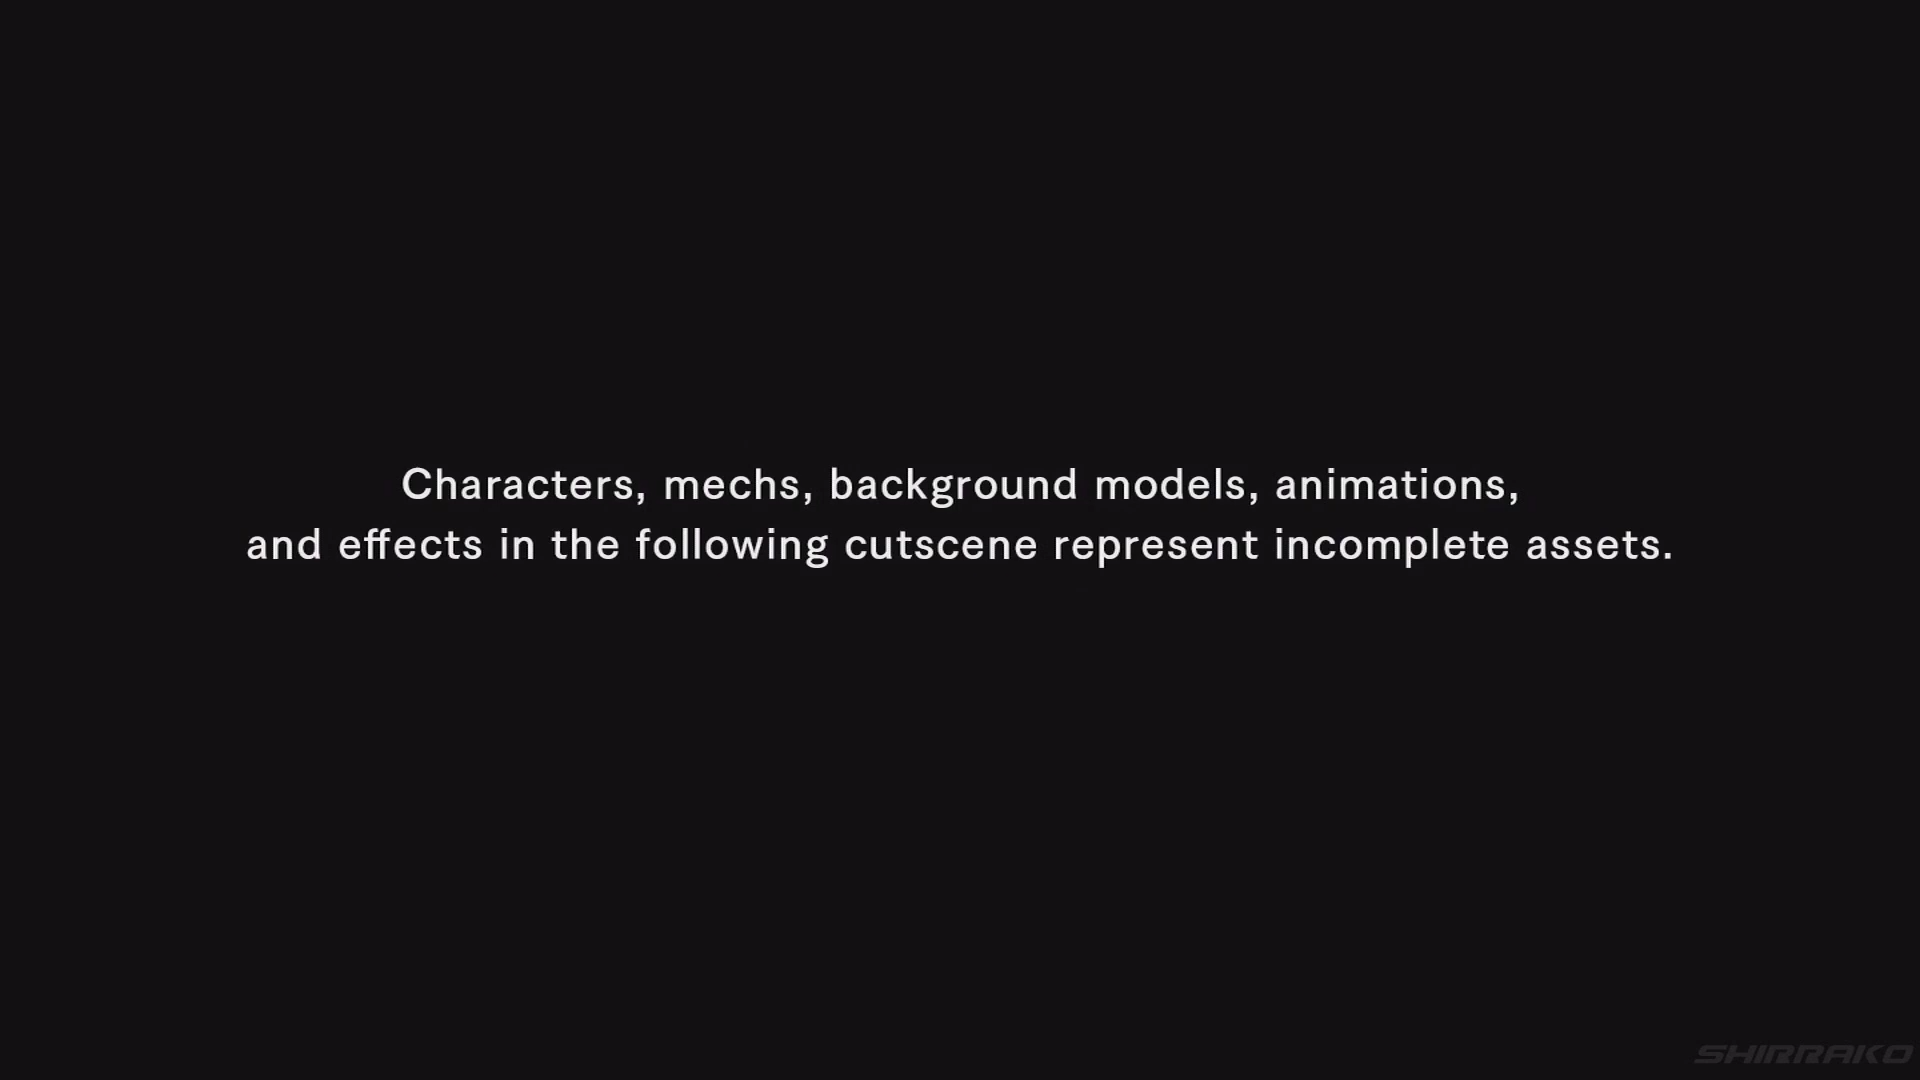 Characters, mechs, background models, animations,
and effects in the following cutscene represent incomplete assets.
SHIRRAKO